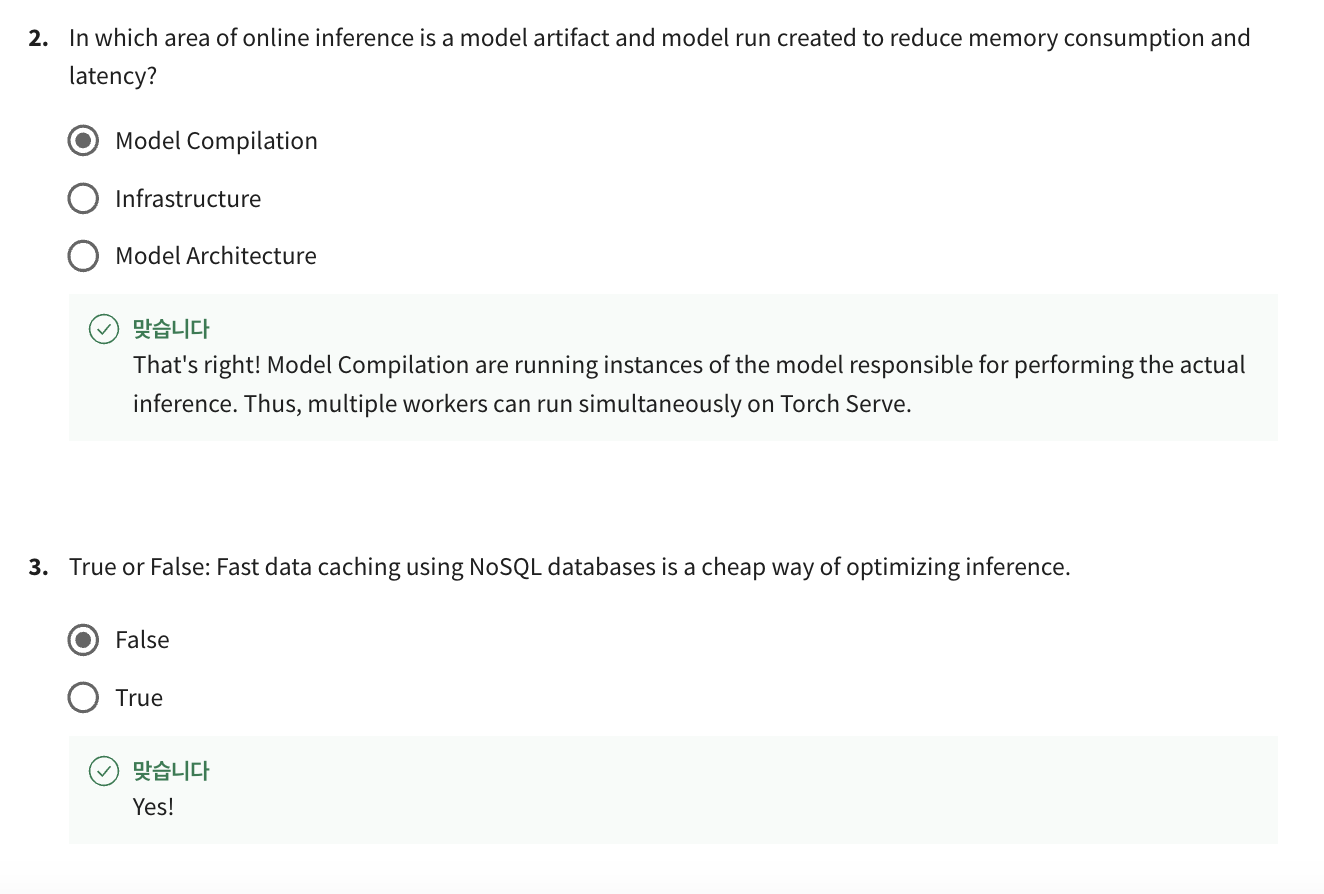 2. In which area of online inference is a model artifact and model run created to reduce memory consumption and
latency?
Model Compilation
Infrastructure
Model Architecture
맞습니다
That's right! Model Compilation are running instances of the model responsible for performing the actual
inference. Thus, multiple workers can run simultaneously on Torch Serve.
3. True or False: Fast data caching using NoSQL databases is a cheap way of optimizing inference.
False
True
맞습니다
Yes!